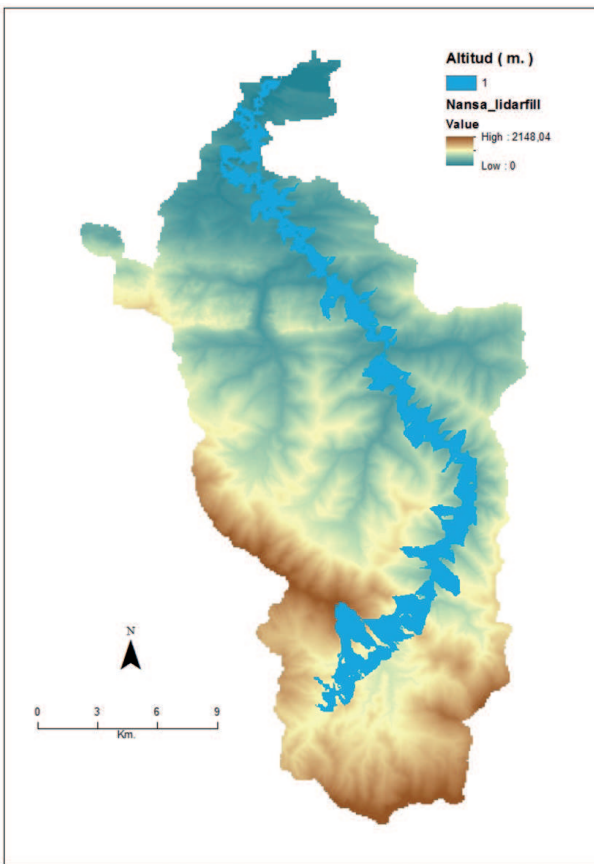 Altitud ( m. )
1
Nansa_lidarfill
Value
High : 2148,04
Low : 0
N
0 3 6 9
Km.